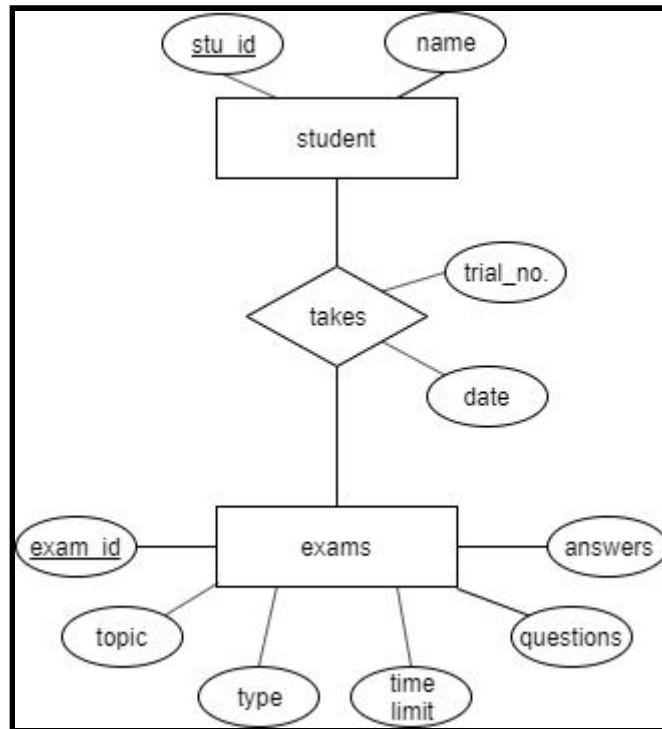 stu_id
name
student
trial_no.
takes
date
exam_id
exams
answers
topic
questions
type
time
limit